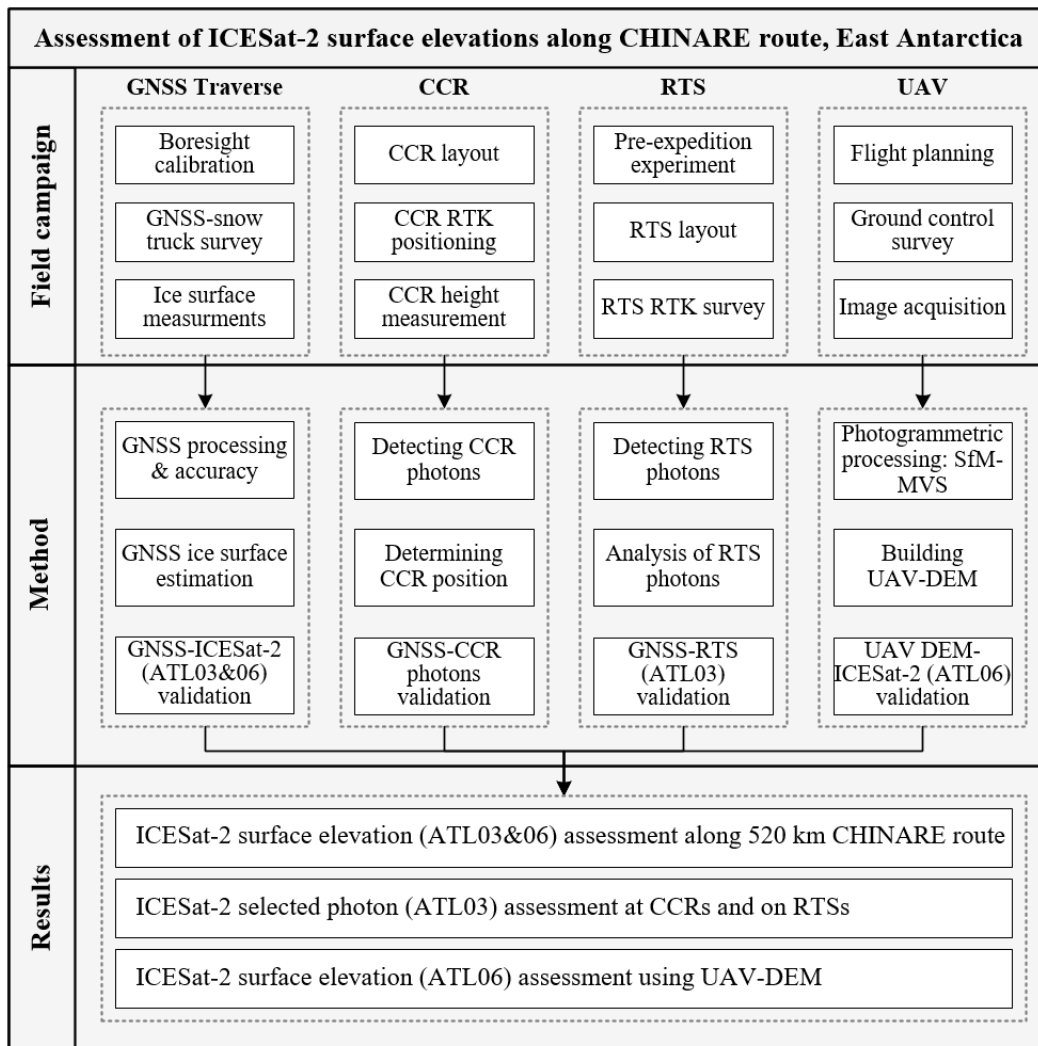 Assessment of ICESat-2 surface elevations along CHINARE route, East Antarctica
Field campaign
GNSS Traverse
Boresight
calibration
GNSS-snow
truck survey
Ice surface
measurments
CCR
CCR layout
CCR RTK
positioning
CCR height
measurement
RTS
Pre-expedition
experiment
RTS layout
RTS RTK survey
UAV
Flight planning
Ground control
survey
Image acquisition
Method
GNSS processing
& accuracy
GNSS ice surface
estimation
GNSS-ICESat-2
(ATL03&06)
validation
Detecting CCR
photons
Determining
CCR position
GNSS-CCR
photons validation
Detecting RTS
photons
Analysis of RTS
photons
GNSS-RTS
(ATL03)
validation
Photogrammetric
processing: SfM-
MVS
Building
UAV-DEM
UAV DEM-
ICESat-2 (ATL06)
validation
Results
ICESat-2 surface elevation (ATL03&06) assessment along 520 km CHINARE route
ICESat-2 selected photon (ATL03) assessment at CCRs and on RTSs
ICESat-2 surface elevation (ATL06) assessment using UAV-DEM